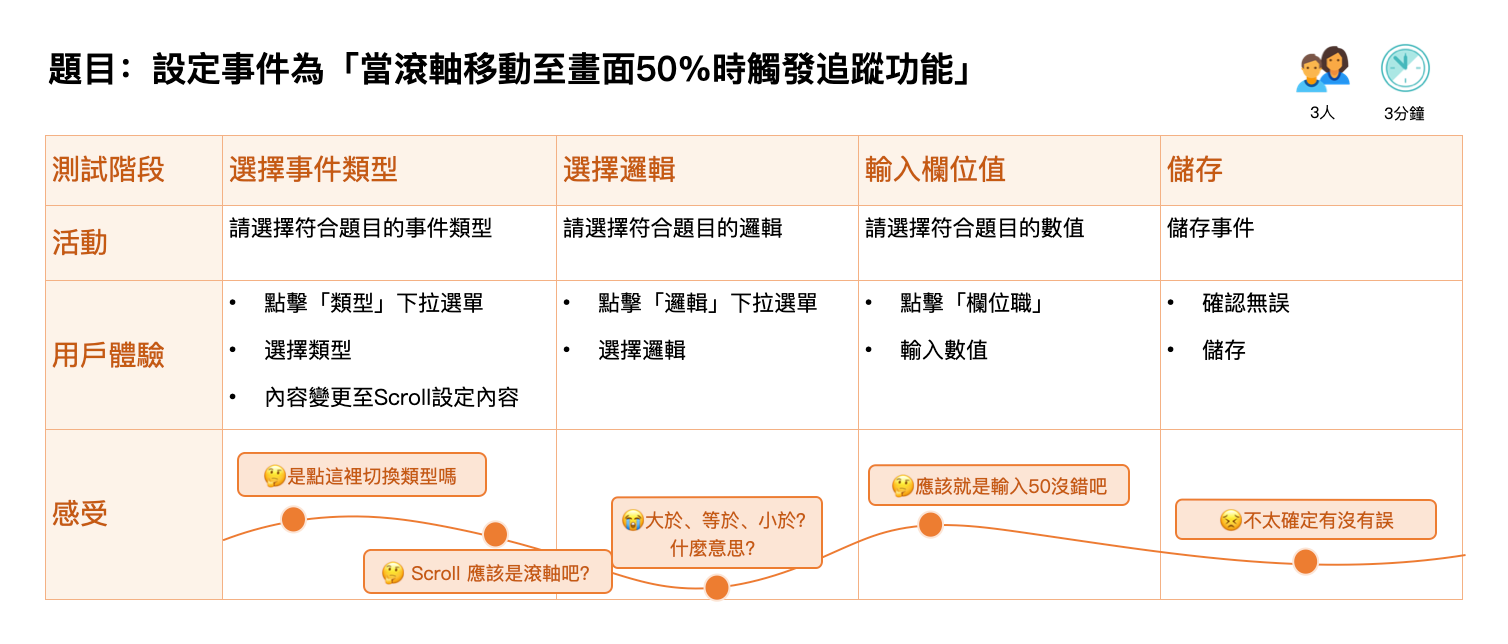 題目：設定事件為「當滾軸移動至畫面50%時觸發追蹤功能」
3人
3分鐘
測試階段
選擇事件類型
選擇邏輯
輸入欄位值
儲存
活動
請選擇符合題目的事件類型
請選擇符合題目的邏輯
請選擇符合題目的數值
儲存事件
用戶體驗
• 點擊「類型」下拉選單
• 選擇類型
• 內容變更至Scroll設定內容
• 點擊「邏輯」下拉選單
• 選擇邏輯
• 點擊「欄位職」
• 輸入數值
• 確認無誤
• 儲存
感受
🤔是點這裡切換類型嗎
🤔 Scroll 應該是滾軸吧?
😭大於、等於、小於?
什麼意思?
🤔應該就是輸入50沒錯吧
😣不太確定有沒有誤